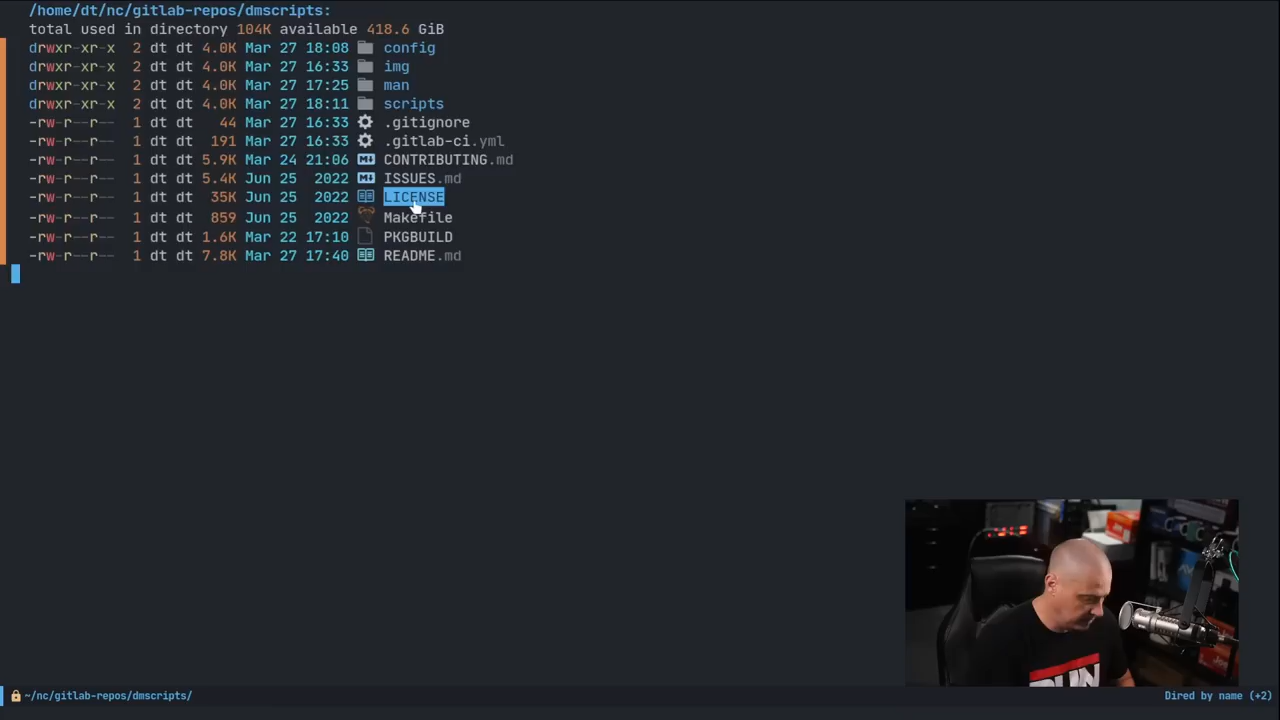 /home/dt/nc/gitlab-repos/dmscripts:
total used in directory 104K available 418.6 GiB
drwxr-xr-x 2 dt dt 4.0K Mar 27 18:08 config
drwxr-xr-x 2 dt dt 4.0K Mar 27 16:33 img
drwxr-xr-x 2 dt dt 4.0K Mar 27 17:25 man
drwxr-xr-x 2 dt dt 4.0K Mar 27 18:11 scripts
-rw-r--r-- 1 dt dt 44 Mar 27 16:33 .gitignore
-rw-r--r-- 1 dt dt 191 Mar 27 16:33 .gitlab-ci.yml
-rw-r--r-- 1 dt dt 5.9K Mar 24 21:06 CONTRIBUTING.md
-rw-r--r-- 1 dt dt 5.4K Jun 25 2022 ISSUES.md
-rw-r--r-- 1 dt dt 35K Jun 25 2022 LICENSE
-rw-r--r-- 1 dt dt 859 Jun 25 2022 Makefile
-rw-r--r-- 1 dt dt 1.6K Mar 22 17:10 PKGBUILD
-rw-r--r-- 1 dt dt 7.8K Mar 27 17:40 README.md
~/nc/gitlab-repos/dmscripts/ Dired by name (+2)